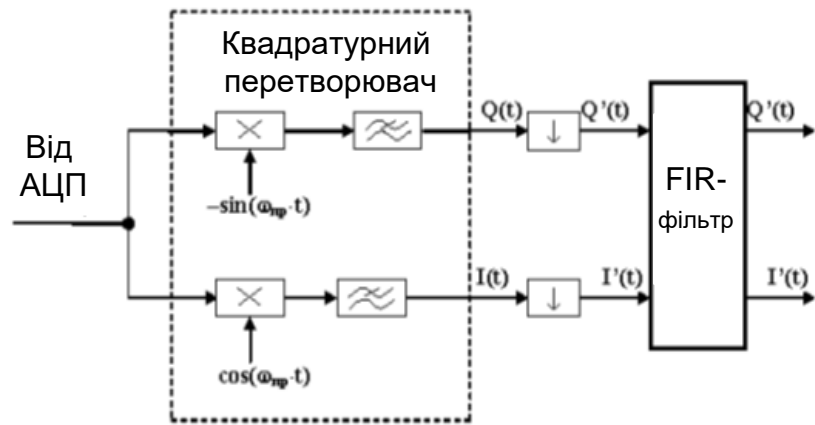 Квадратурний
перетворювач
Від
АЦП
Q(t)
Q’(t)
Q’(t)
–sin(ωпр·t)
FIR-
фільтр
I(t)
I’(t)
I’(t)
cos(ωпр·t)